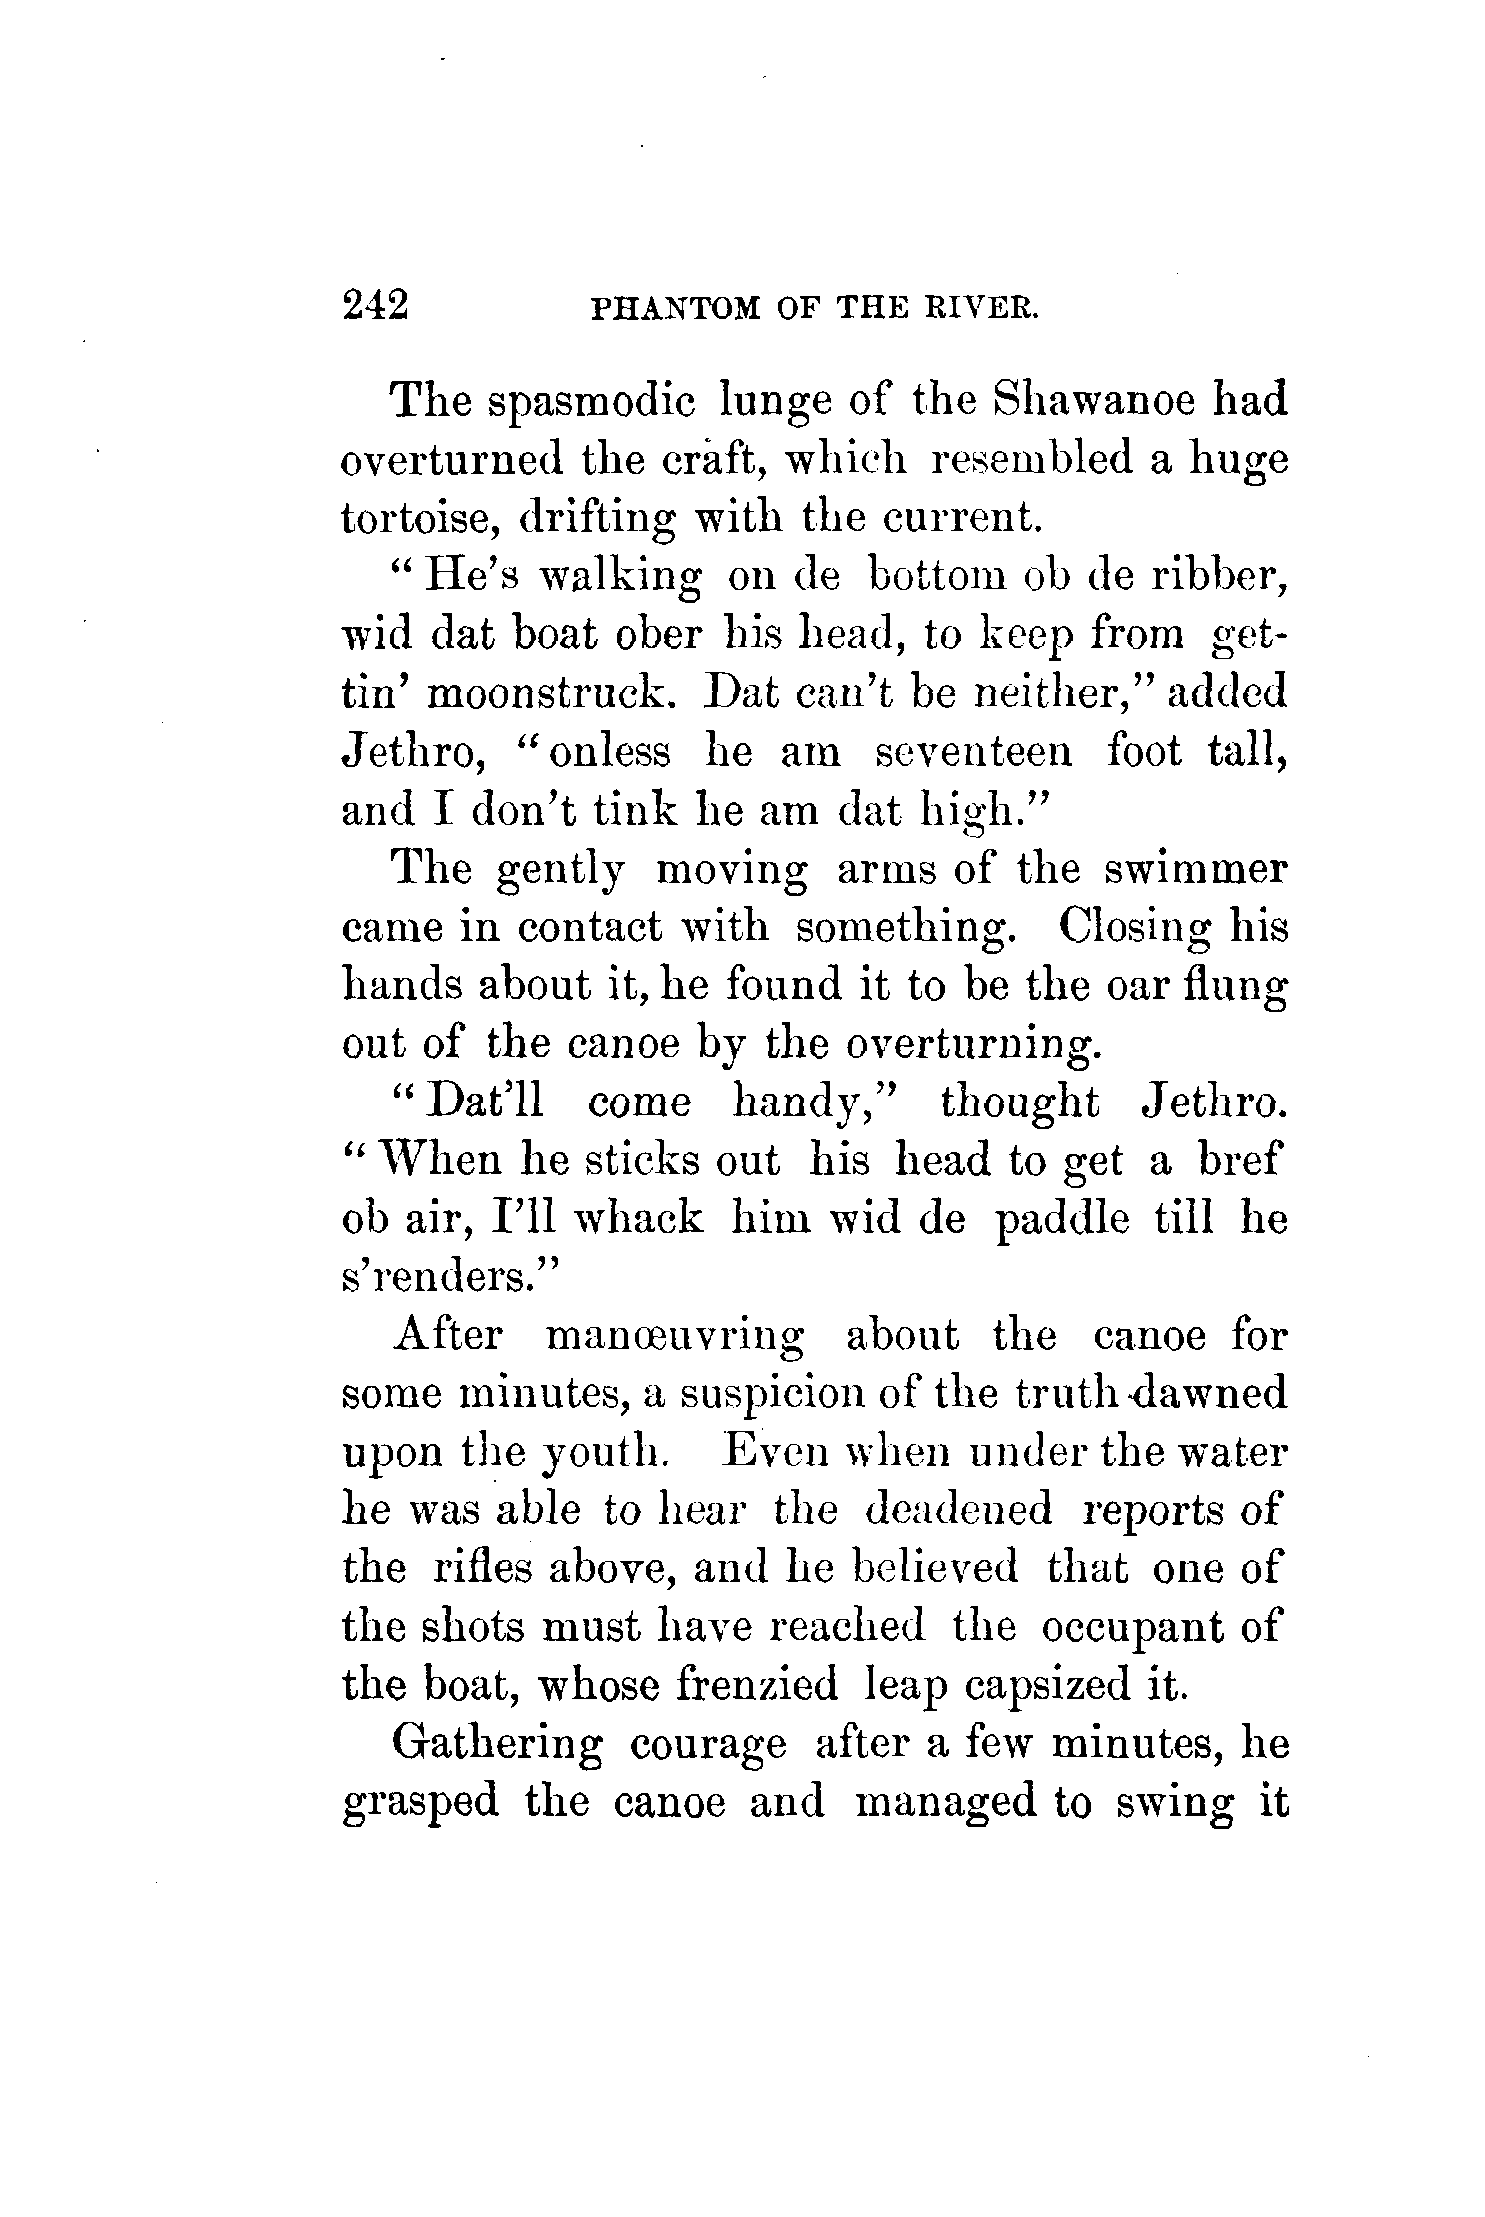 242 PHANTOM OF THE RIVER.
The spasmodic lunge of the Shawanoe had
overturned the craft, which resembled a huge
tortoise, drifting with the current.
“ He’s walking on de bottom ob de ribber,
wid dat boat ober his head, to keep from get-
tin’ moonstruck. Dat can’t be neither,” added
Jethro, “ onless he am seventeen foot tall,
and I don’t tink he am dat high.”
The gently moving arms of the swimmer
came in contact with something. Closing his
hands about it, he found it to be the oar flung
out of the canoe by the overturning.
“ Dat’ll come handy,” thought Jethro.
“ When he sticks out his head to get a bref
ob air, I’ll whack him wid de paddle till he
s’renders.”
After manœuvring about the canoe for
some minutes, a suspicion of the truth dawned
upon the youth. Even when under the water
he was able to hear the deadened reports of
the rifles above, and he believed that one of
the shots must have reached the occupant of
the boat, whose frenzied leap capsized it.
Gathering courage after a few minutes, he
grasped the canoe and managed to swing it